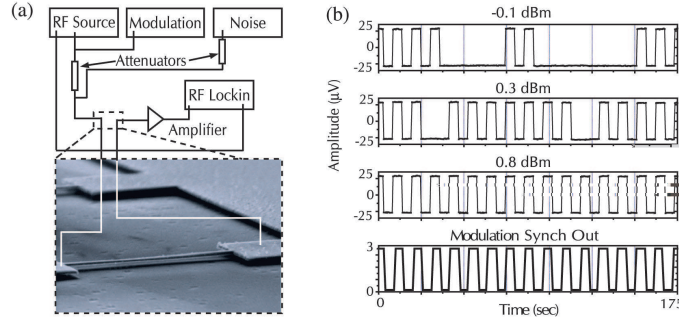 (a)
RF Source
Modulation
Noise
Attenuators
RF Lockin
Amplifier
(b)
-0.1 dBm
25
0
-25
0.3 dBm
25
0
-25
0.8 dBm
25
0
-25
Amplitude (μV)
Modulation Synch Out
3
0
0
Time (sec)
175